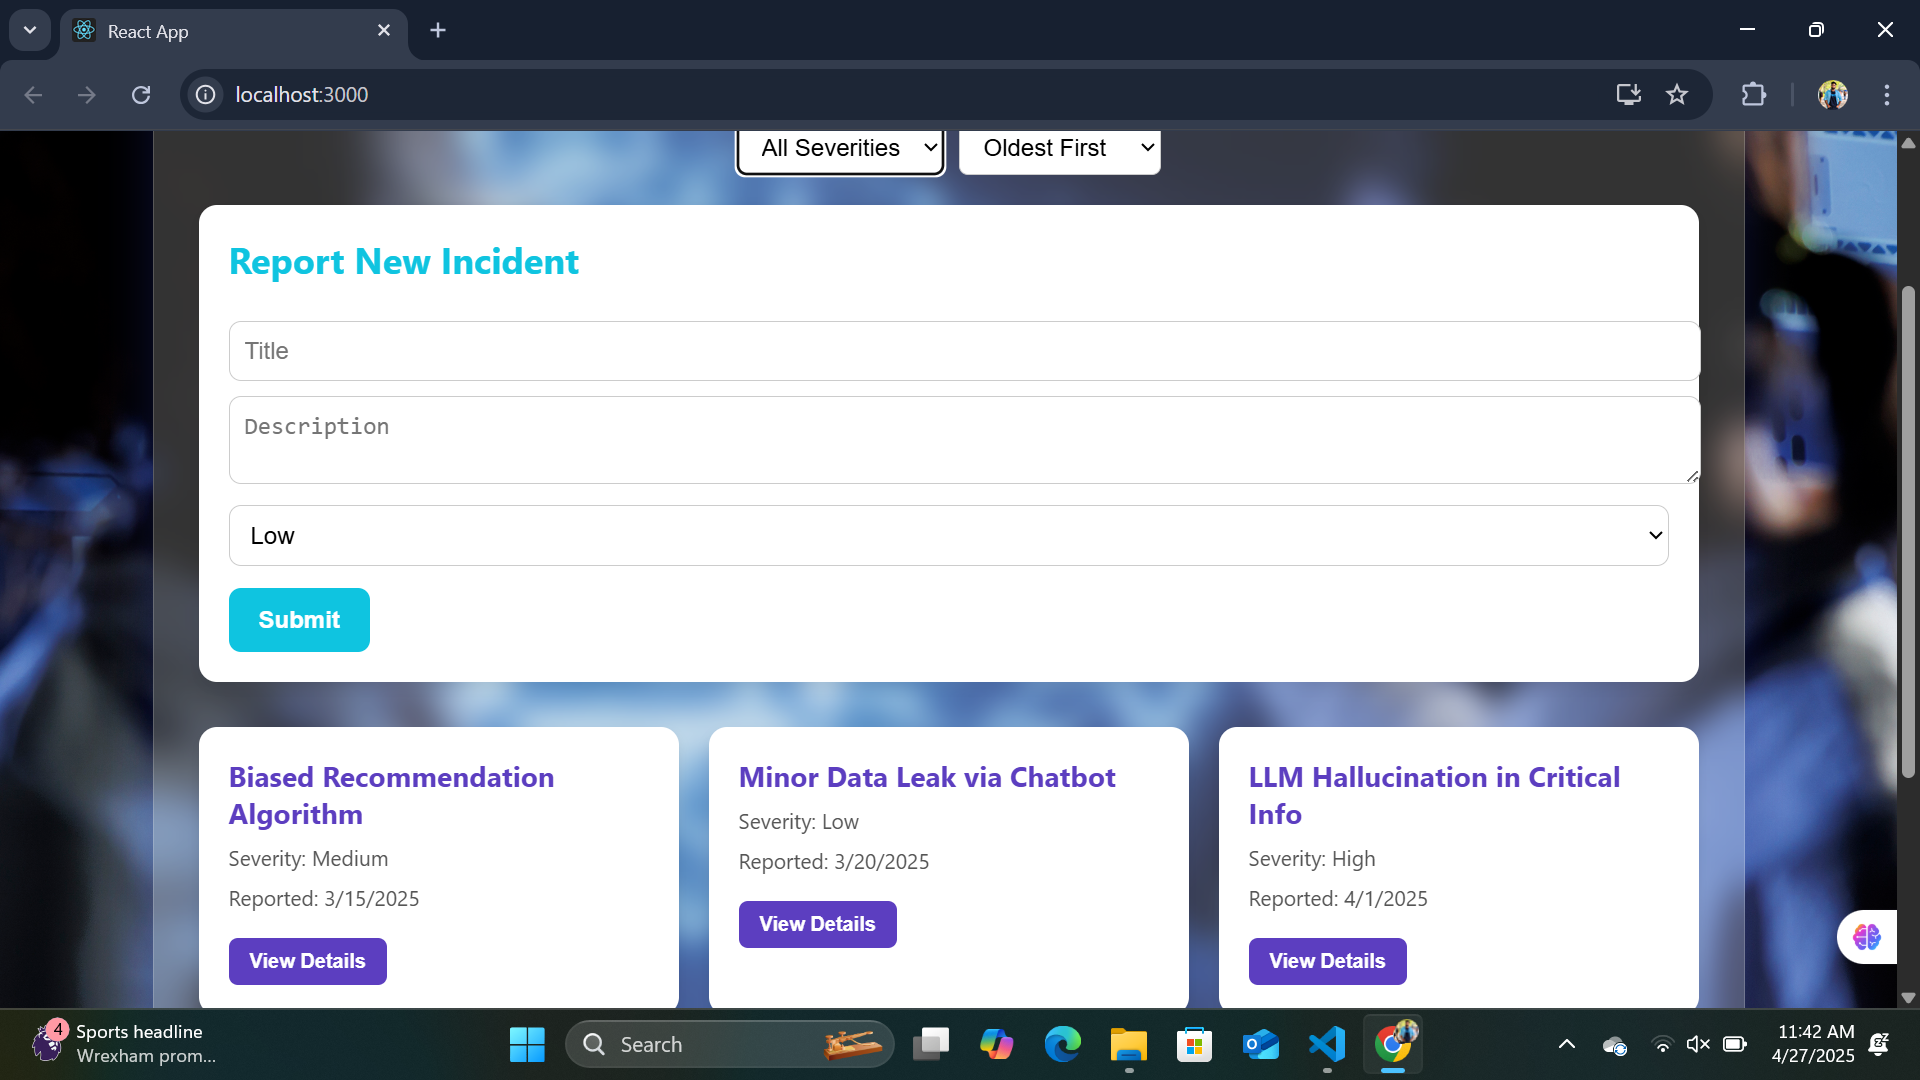 React App
localhost:3000
All Severities
Oldest First
Report New Incident
Title
Description
Low
Submit
Biased Recommendation
Algorithm
Severity: Medium
Reported: 3/15/2025
View Details
Minor Data Leak via Chatbot
Severity: Low
Reported: 3/20/2025
View Details
LLM Hallucination in Critical
Info
Severity: High
Reported: 4/1/2025
View Details
4
Sports headline
Wrexham prom...
Search
11:42 AM
4/27/2025